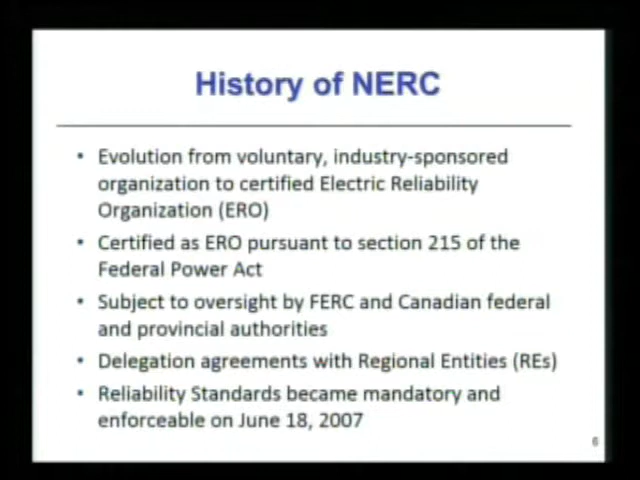 History of NERC
• Evolution from voluntary, industry-sponsored
organization to certified Electric Reliability
Organization (ERO)
• Certified as ERO pursuant to section 215 of the
Federal Power Act
• Subject to oversight by FERC and Canadian federal
and provincial authorities
• Delegation agreements with Regional Entities (REs)
• Reliability Standards became mandatory and
enforceable on June 18, 2007
6